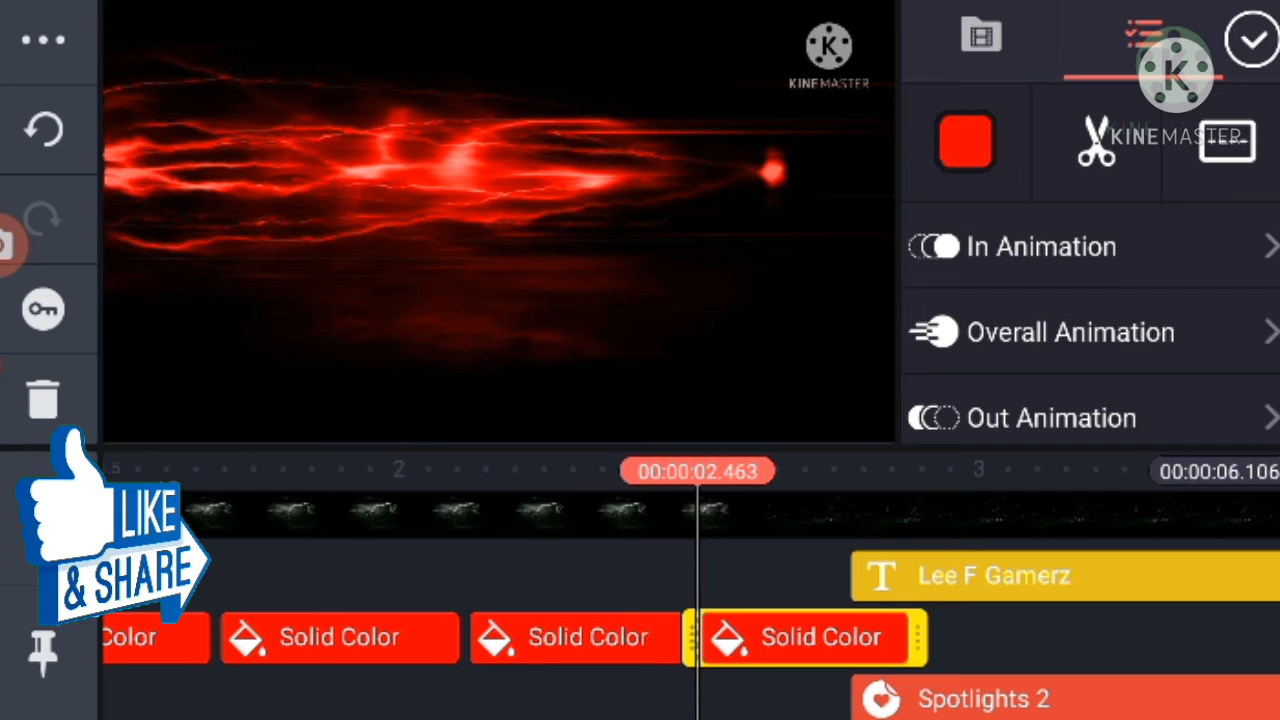 KINEMASTER
KINEMASTER
In Animation
Overall Animation
Out Animation
.5
2
00:00:02.463
3
00:00:06.106
LIKE
& SHARE
Lee F Gamerz
Color
Solid Color
Solid Color
Solid Color
Spotlights 2